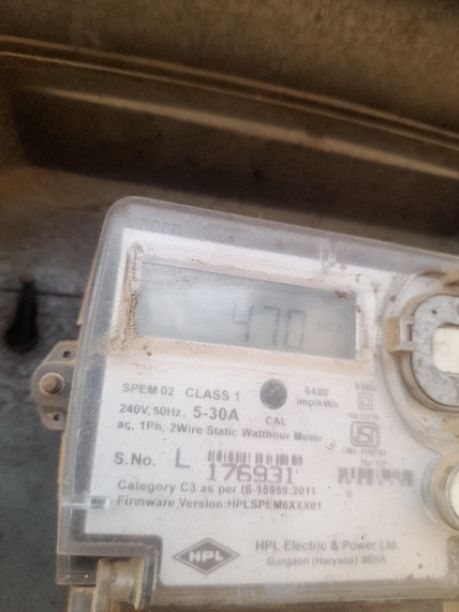 470
SPEM 02 CLASS 1
6400
imp/kWh
240V, 50Hz, 5-30A
CAL
ac, 1Ph, 2Wire Static Watthour Meter
ISI
S.No. L 176931
Category C3 as per IS 15959:2011
Firmware Version:HPLSPEM6XXX01
HPL
HPL Electric & Power Ltd.
Gurgaon (Haryana) INDIA